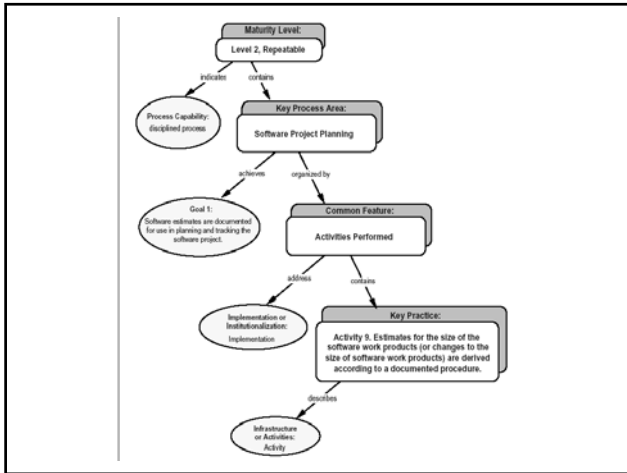 Maturity Level:
Level 2, Repeatable
indicates
contains
Process Capability:
disciplined process
Key Process Area:
Software Project Planning
achieves
organized by
Goal 1:
Software estimates are documented
for use in planning and tracking the
software project.
Common Feature:
Activities Performed
address
contains
Implementation or
Institutionalization:
Implementation
Key Practice:
Activity 9. Estimates for the size of the
software work products (or changes to the
size of software work products) are derived
according to a documented procedure.
describes
Infrastructure
or Activities:
Activity